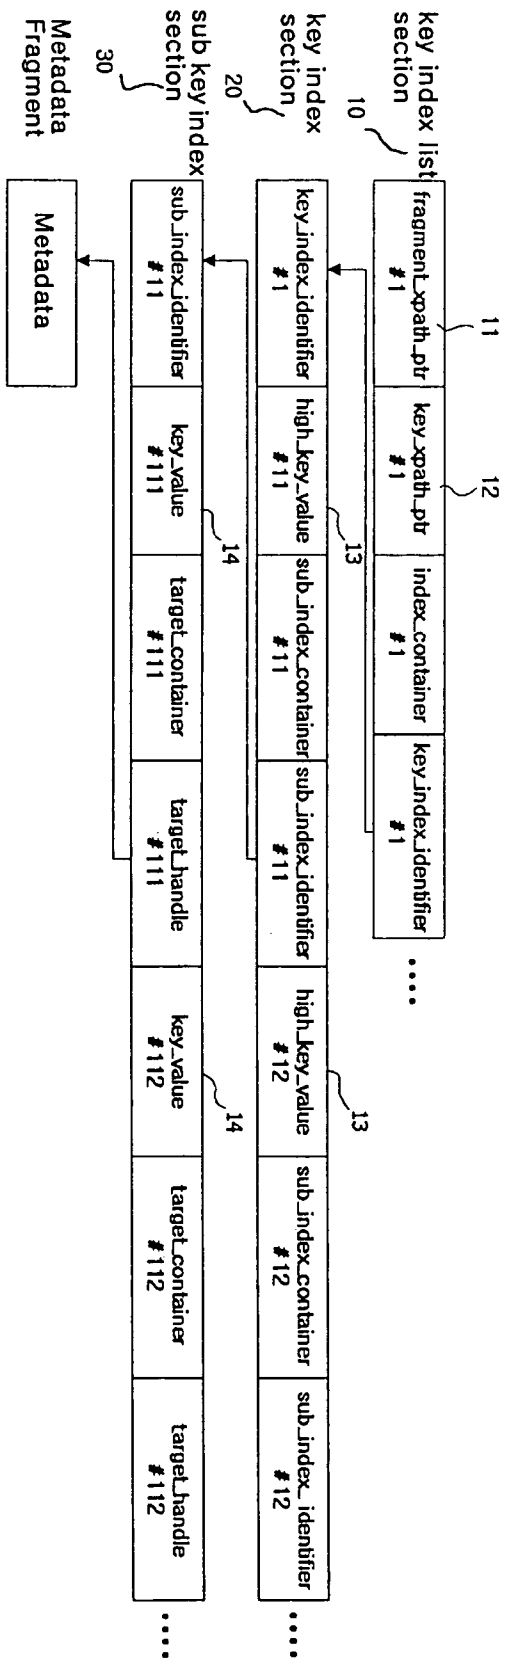 key index list
section
10
11
12
fragment_xpath_ptr
#1
key_xpath_ptr
#1
index_container
#1
key_index_identifier
#1
....
key index
section
20
13
13
key_index_identifier
#1
high_key_value
#11
sub_index_container
#11
sub_index_identifier
#11
high_key_value
#12
sub_index_container
#12
sub_index_identifier
#12
....
sub key index
section
30
14
14
sub_index_identifier
#11
key_value
#111
target_container
#111
target_handle
#111
key_value
#112
target_container
#112
target_handle
#112
....
Metadata
Fragment
Metadata